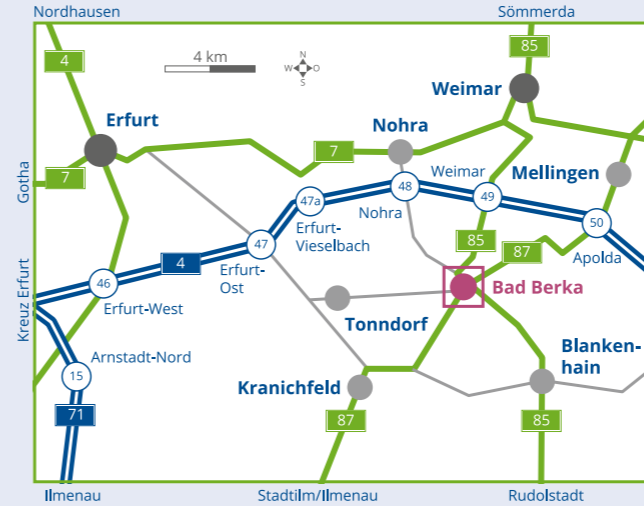 Nordhausen
Sömmerda
4
85
4 km
N
W O
S
Weimar
Erfurt
Nohra
7
Weimar
Mellingen
Gotha
7
47a
48
49
Nohra
50
Erfurt-
Vieselbach
85
87
Apolda
47
4
Erfurt-
Ost
46
Erfurt-West
Bad Berka
Kreuz Erfurt
Tonndorf
Arnstadt-Nord
Blanken-
hain
15
Kranichfeld
71
87
85
Ilmenau
Stadtilm/Ilmenau
Rudolstadt